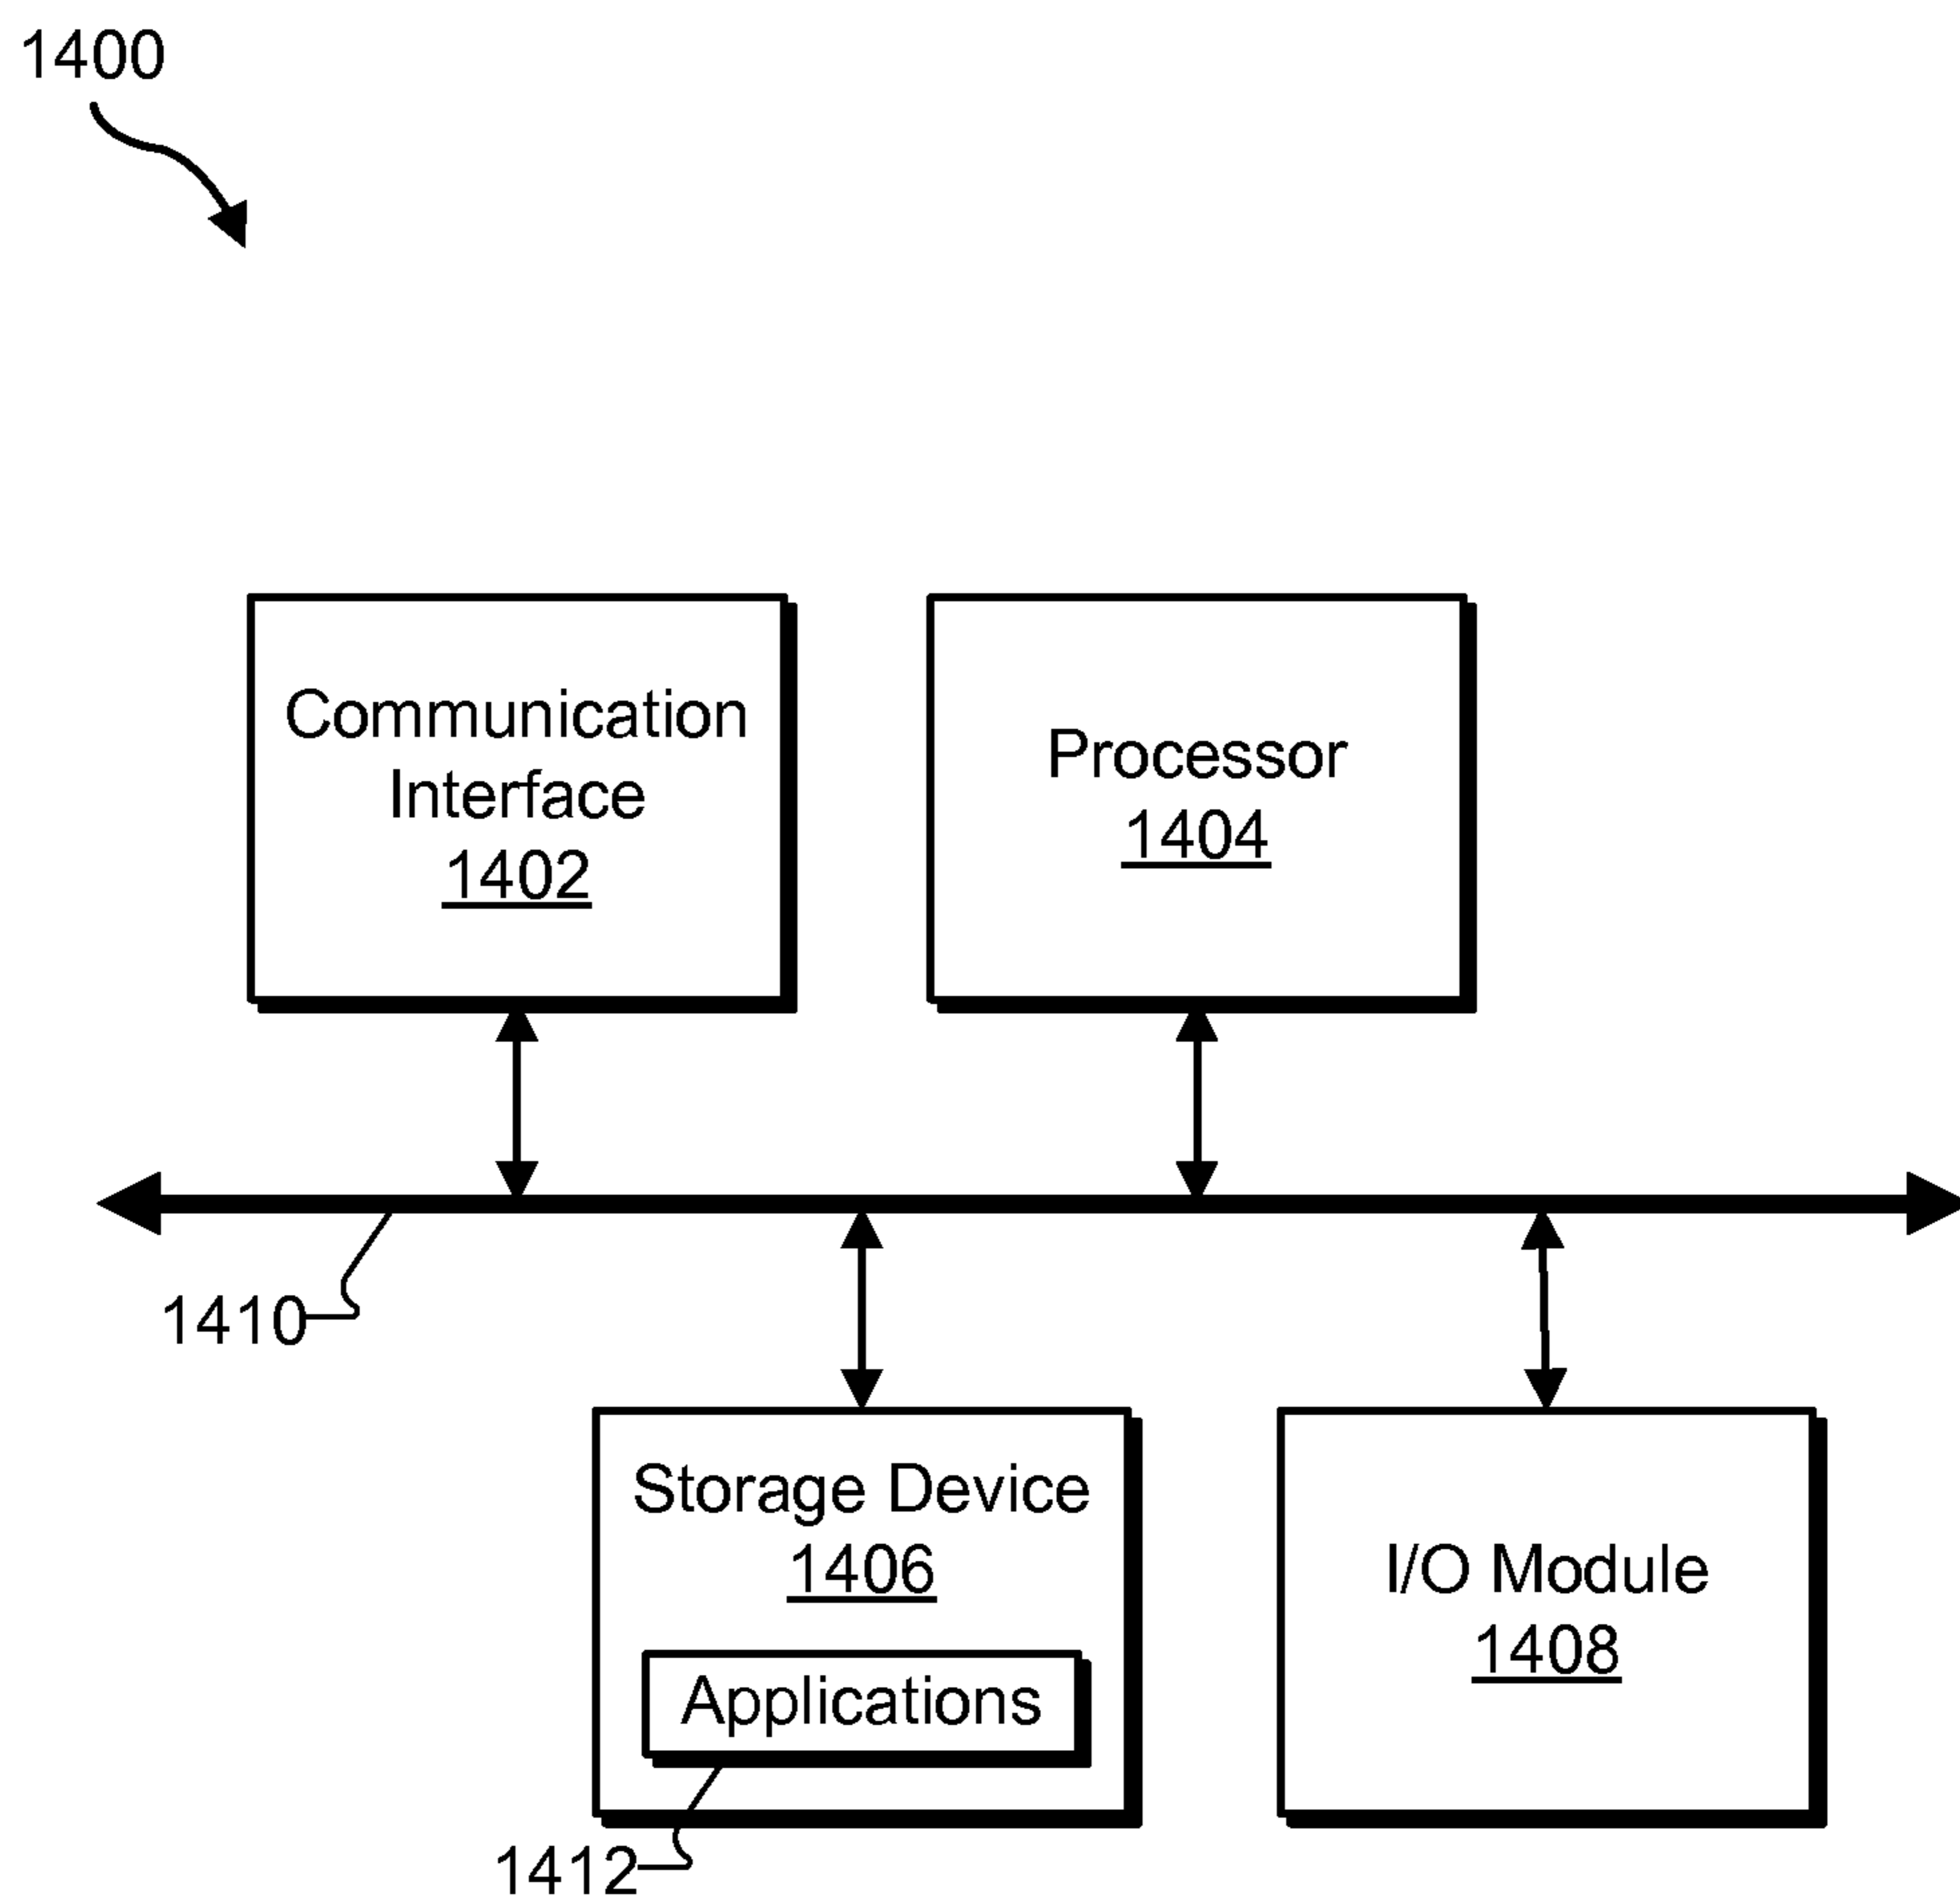 1400
Communication
Interface
1402
Processor
1404
1410
Storage Device
1406
Applications
1412
I/O Module
1408